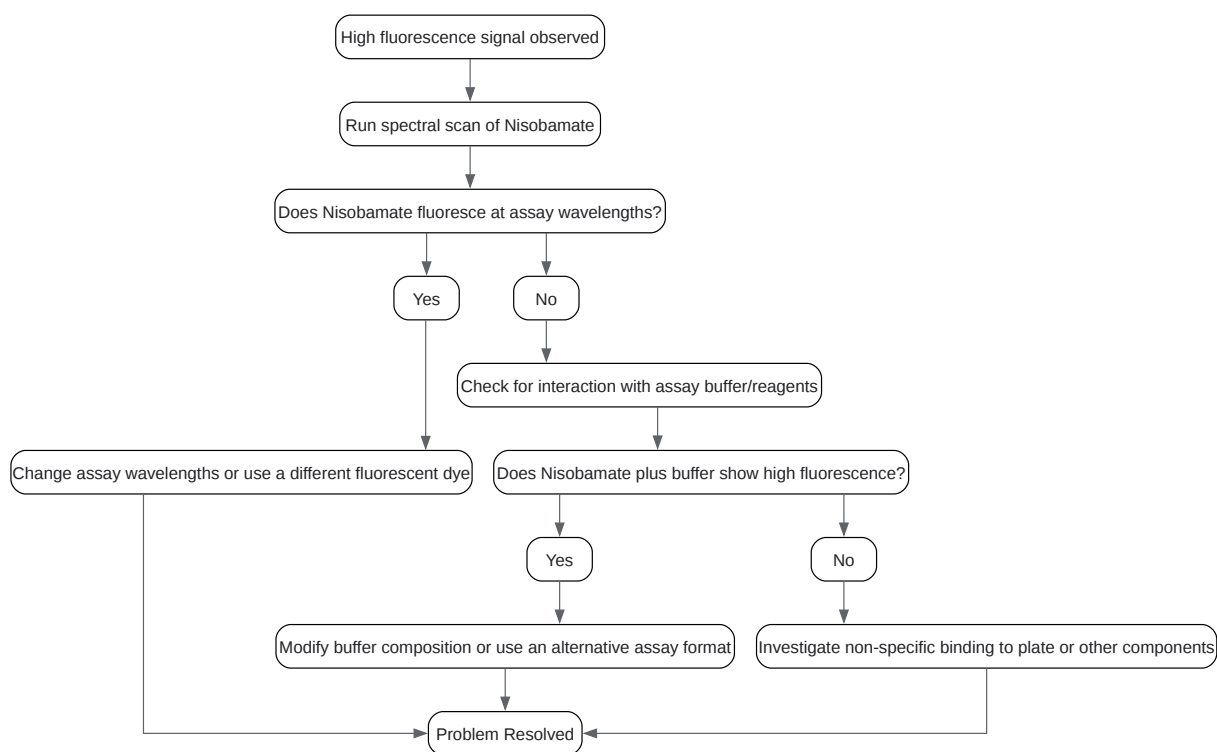 High fluorescence signal observed
Run spectral scan of Nisobamate
Does Nisobamate fluoresce at assay wavelengths?
Yes
No
Check for interaction with assay buffer/reagents
Change assay wavelengths or use a different fluorescent dye
Does Nisobamate plus buffer show high fluorescence?
Yes
No
Modify buffer composition or use an alternative assay format
Investigate non-specific binding to plate or other components
Problem Resolved